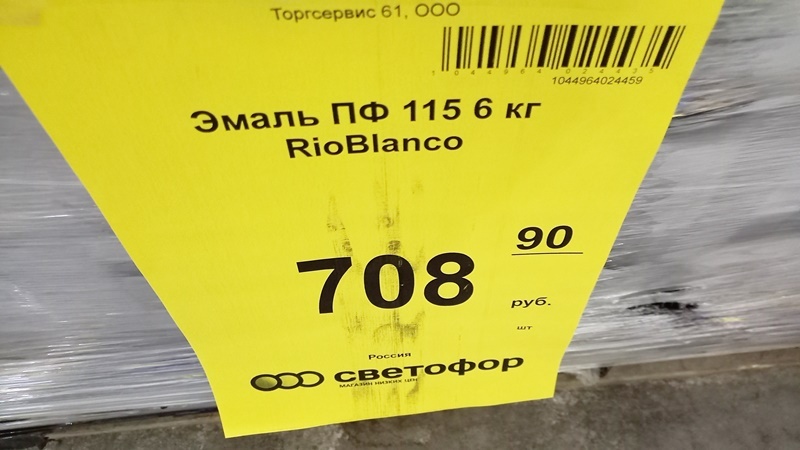 Торгсервис 61, ООО
1044964024459
Эмаль ПФ 115 6 кг
RioBlanco
708 90
руб.
шт
Россия
светофор
МАГАЗИН НИЗКИХ ЦЕН